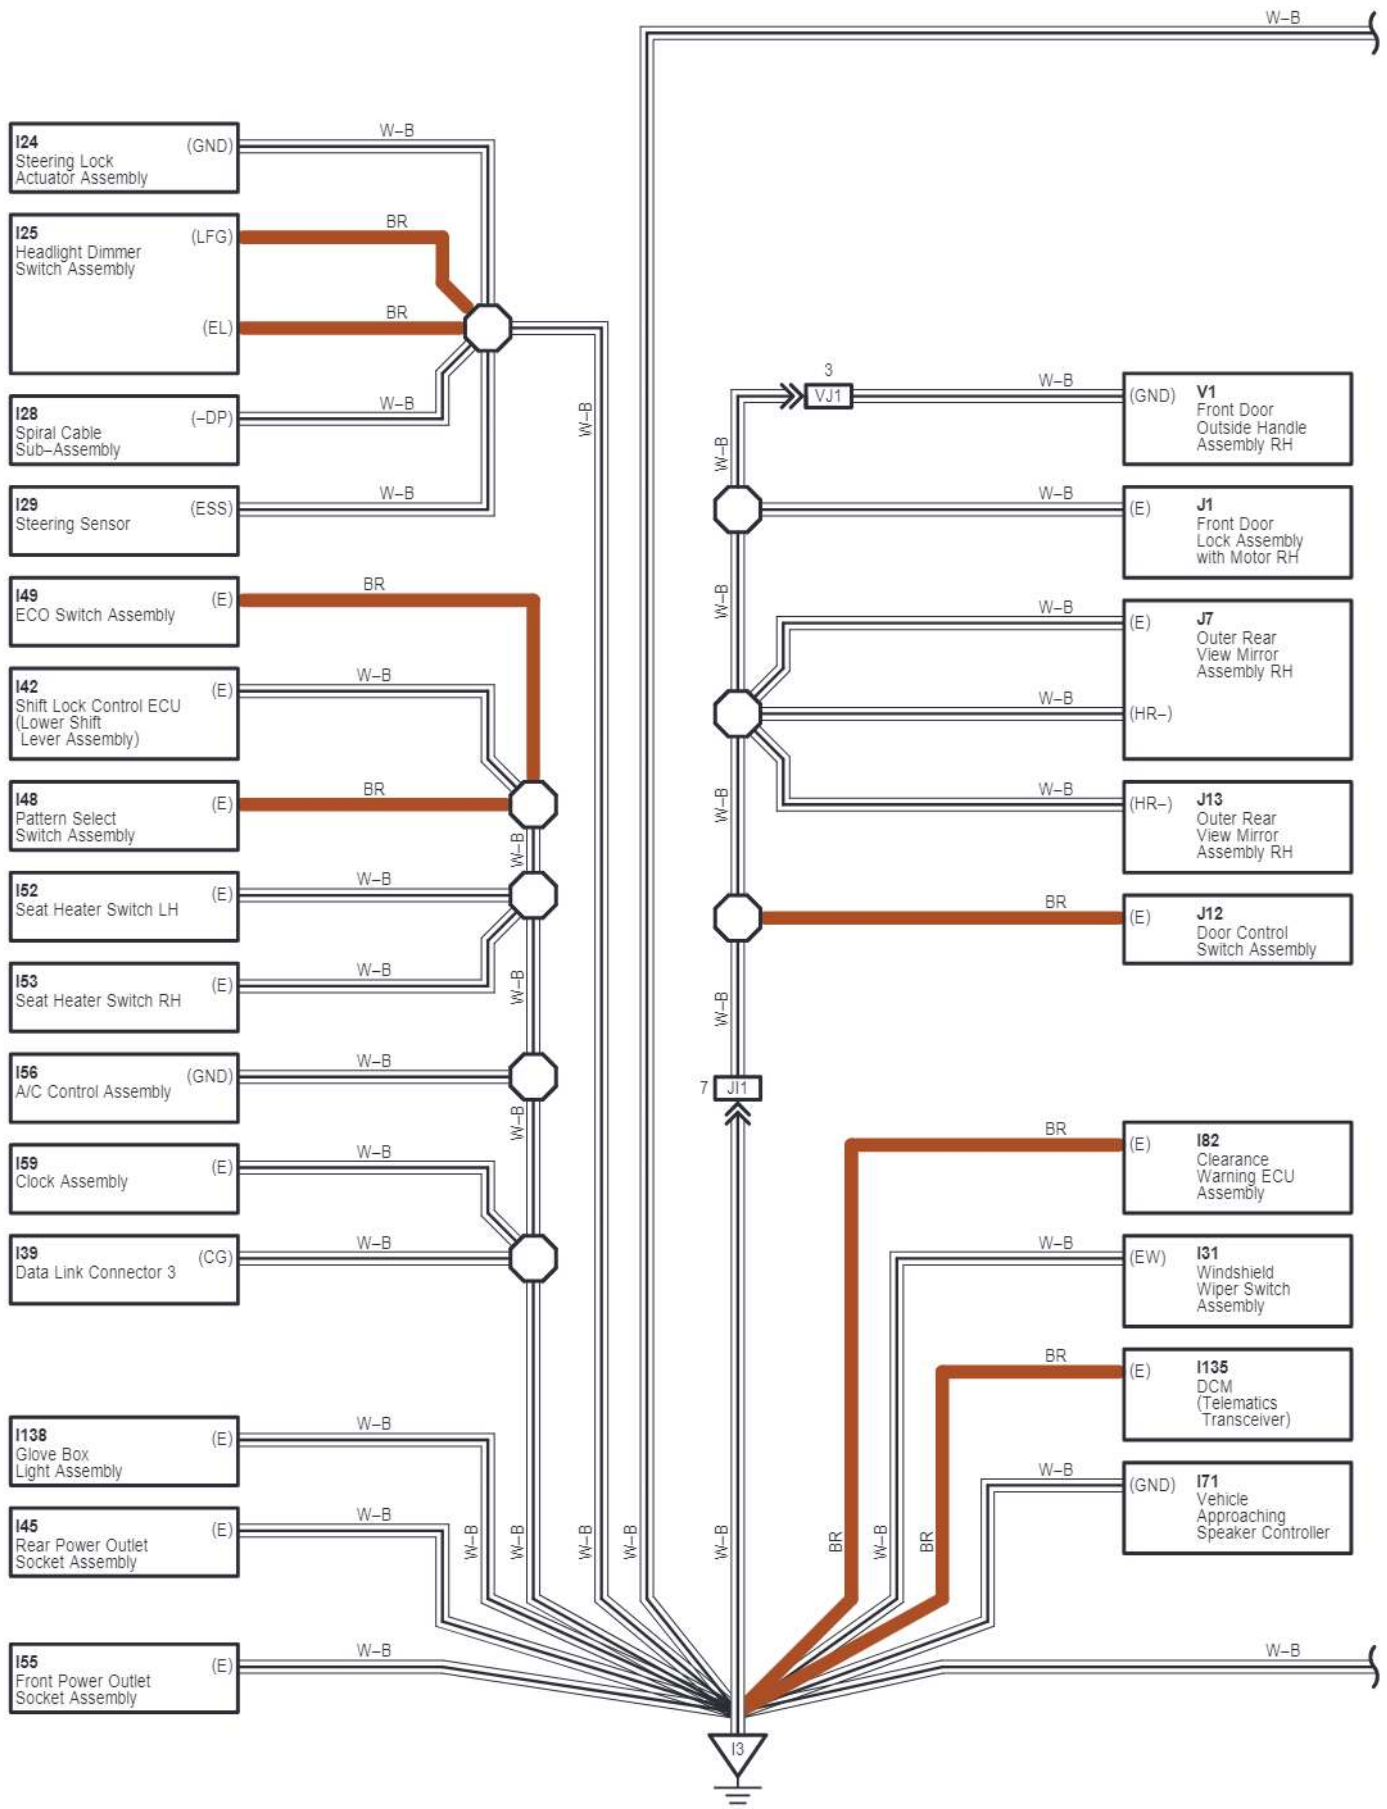 W–B
W–B
I24
(GND)
Steering Lock
Actuator Assembly
BR
I25
(LFG)
Headlight Dimmer
Switch Assembly
BR
(EL)
W–B
I28
(–DP)
Spiral Cable
Sub–Assembly
W–B
W–B
I29
(ESS)
Steering Sensor
BR
I49
(E)
ECO Switch Assembly
W–B
I42
(E)
Shift Lock Control ECU
(Lower Shift
Lever Assembly)
BR
I48
(E)
Pattern Select
Switch Assembly
W–B
W–B
I52
(E)
Seat Heater Switch LH
W–B
I53
(E)
Seat Heater Switch RH
W–B
W–B
I56
(GND)
A/C Control Assembly
W–B
W–B
I59
(E)
Clock Assembly
W–B
I39
(CG)
Data Link Connector 3
W–B
I138
(E)
Glove Box
Light Assembly
W–B
I45
(E)
Rear Power Outlet
Socket Assembly
W–B
I55
(E)
Front Power Outlet
Socket Assembly
W–B
W–B
W–B
W–B
W–B
BR
W–B
BR
3
VJ1
W–B
(GND)
V1
Front Door
Outside Handle
Assembly RH
W–B
W–B
(E)
J1
Front Door
Lock Assembly
with Motor RH
W–B
W–B
(E)
J7
Outer Rear
View Mirror
Assembly RH
W–B
(HR–)
W–B
W–B
(HR–)
J13
Outer Rear
View Mirror
Assembly RH
BR
(E)
J12
Door Control
Switch Assembly
W–B
7
JI1
BR
(E)
I82
Clearance
Warning ECU
Assembly
W–B
(EW)
I31
Windshield
Wiper Switch
Assembly
BR
(E)
I135
DCM
(Telematics
Transceiver)
W–B
(GND)
I71
Vehicle
Approaching
Speaker Controller
W–B
I3